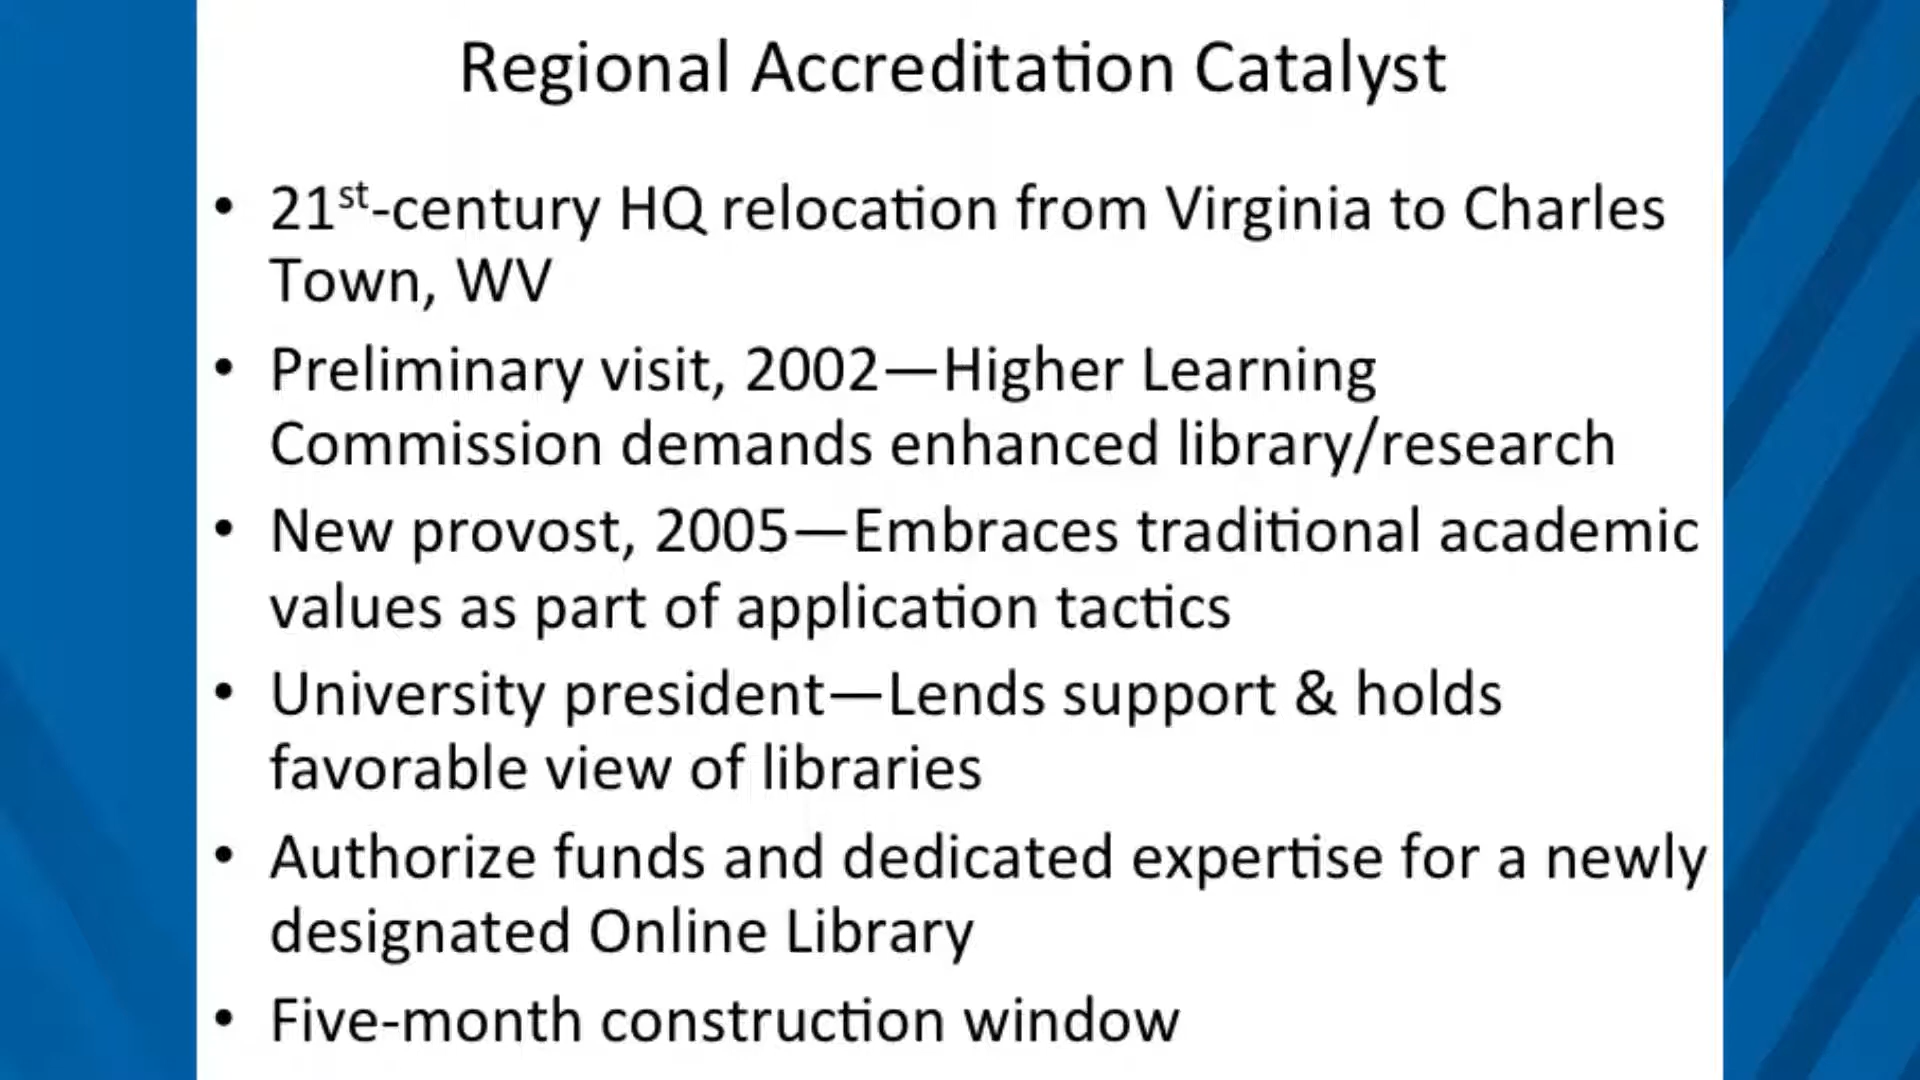 Regional Accreditation Catalyst
• 21st-century HQ relocation from Virginia to Charles
Town, WV
• Preliminary visit, 2002—Higher Learning
Commission demands enhanced library/research
• New provost, 2005—Embraces traditional academic
values as part of application tactics
• University president—Lends support & holds
favorable view of libraries
• Authorize funds and dedicated expertise for a newly
designated Online Library
• Five-month construction window